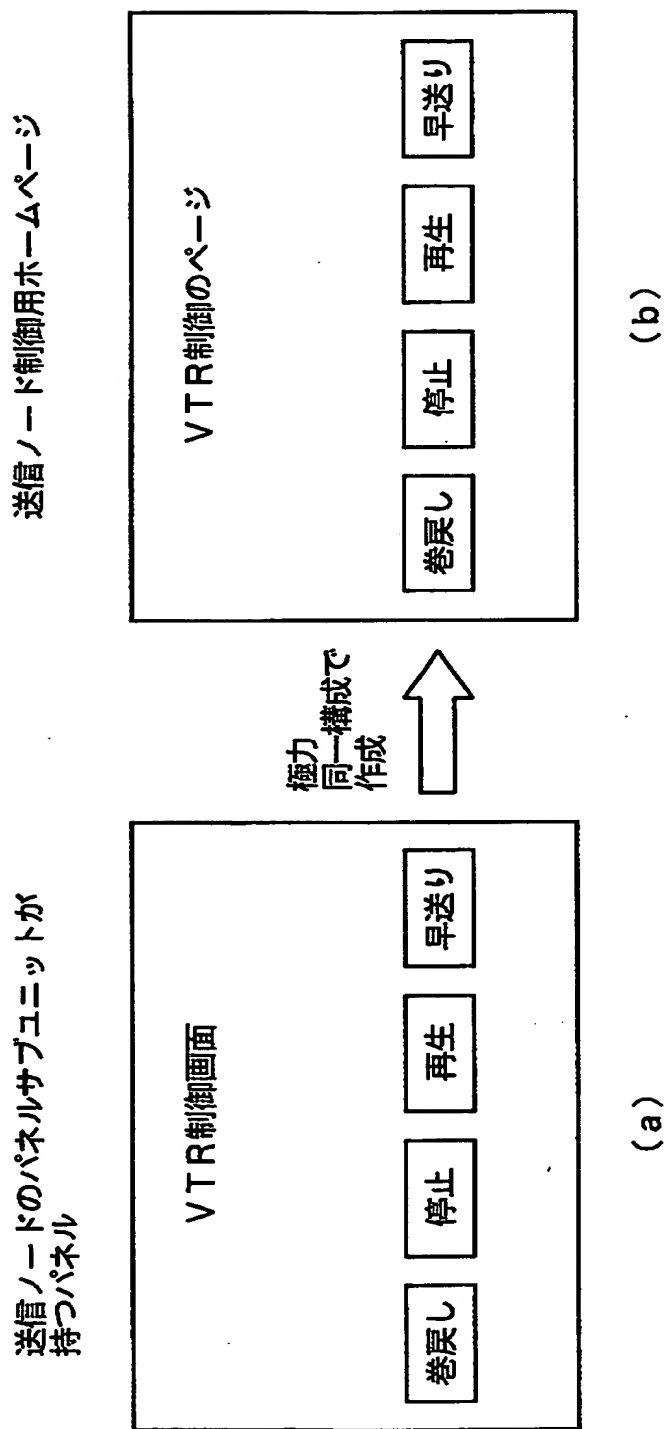 送信ノードのパネルサブユニットが
持つパネル
VTR制御画面
巻戻し
停止
再生
早送り
(a)
極力
同一構成で
作成
送信ノード制御用ホームページ
VTR制御のページ
巻戻し
停止
再生
早送り
(b)